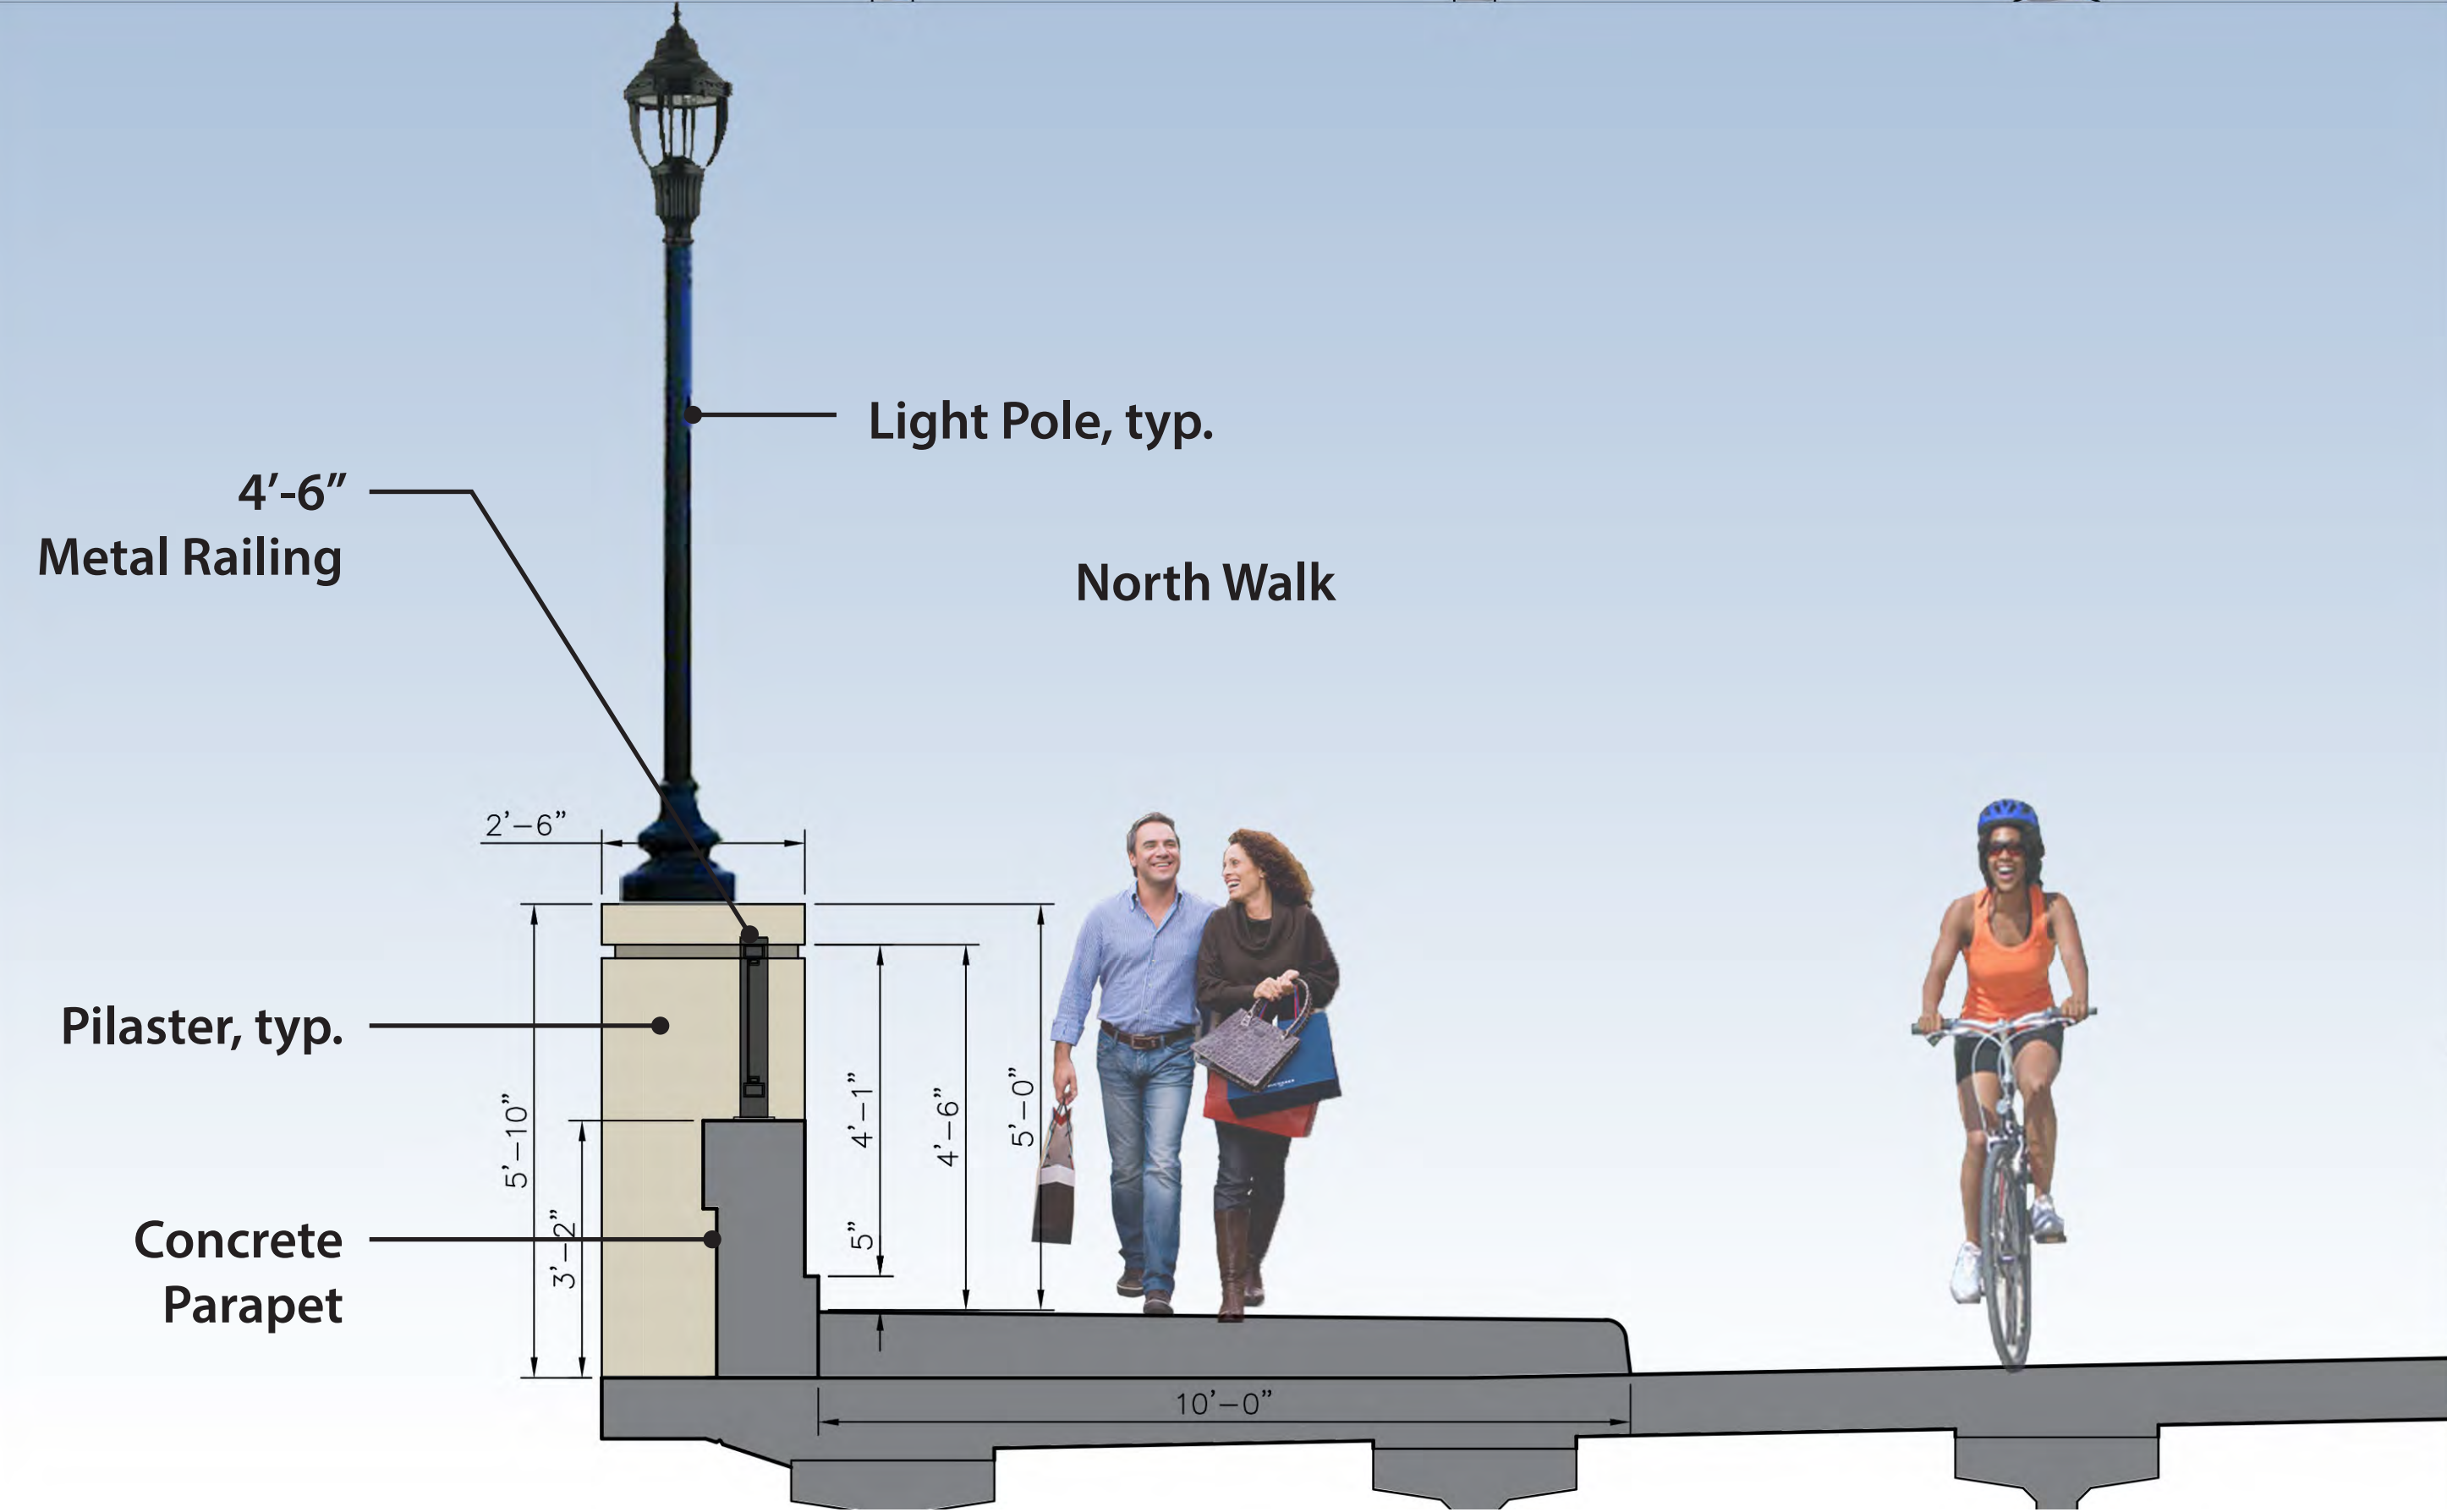 Light Pole, typ.
4'-6"
Metal Railing
North Walk
2'-6"
Pilaster, typ.
5'-10"
3'-2"
4'-1"
5"
4'-6"
5'-0"
Concrete
Parapet
10'-0"